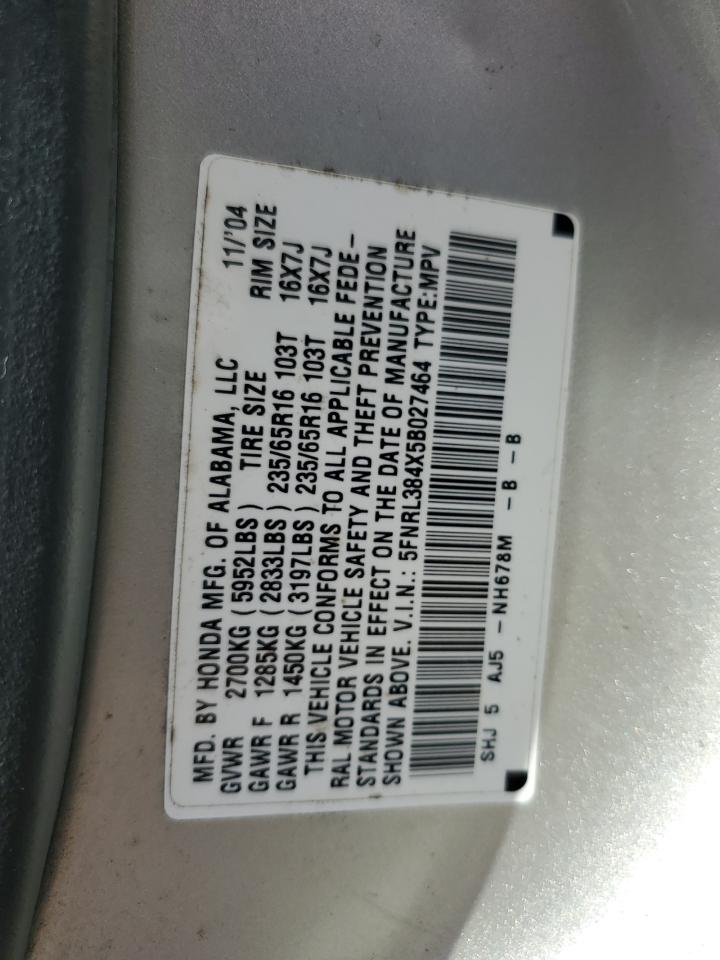 MFD. BY HONDA MFG. OF ALABAMA, LLC 11/'04
GVWR 2700KG (5952LBS) TIRE SIZE RIM SIZE
GAWR F 1285KG (2833LBS) 235/65R16 103T 16X7J
GAWR R 1450KG (3197LBS) 235/65R16 103T 16X7J
THIS VEHICLE CONFORMS TO ALL APPLICABLE FEDE-
RAL MOTOR VEHICLE SAFETY AND THEFT PREVENTION
STANDARDS IN EFFECT ON THE DATE OF MANUFACTURE
SHOWN ABOVE. V.I.N.: 5FNRL384X5B027464 TYPE:MPV
SHJ 5 AJ5 - NH678M - B - B